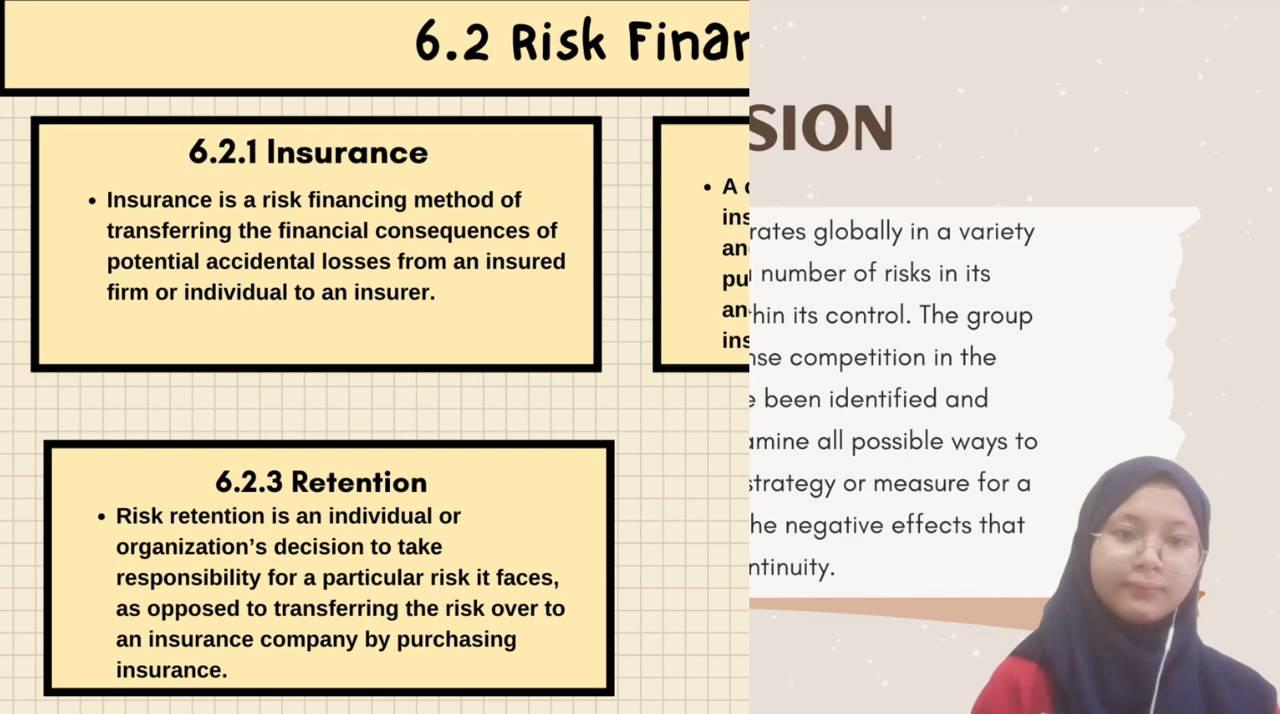 6.2 Risk Finan
6.2.1 Insurance
• Insurance is a risk financing method of
transferring the financial consequences of
potential accidental losses from an insured
firm or individual to an insurer.
• A
ins
an
pu
an
ins
6.2.3 Retention
• Risk retention is an individual or
organization’s decision to take
responsibility for a particular risk it faces,
as opposed to transferring the risk over to
an insurance company by purchasing
insurance.
SION
rates globally in a variety
number of risks in its
hin its control. The group
nse competition in the
e been identified and
amine all possible ways to
strategy or measure for a
he negative effects that
ntinuity.